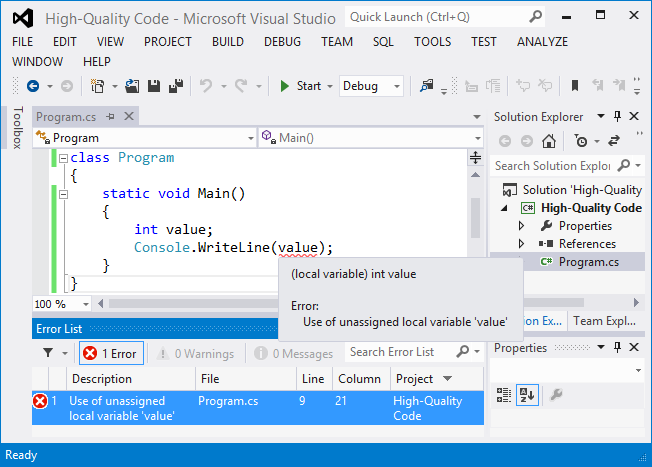 High-Quality Code - Microsoft Visual Studio
Quick Launch (Ctrl+Q)
FILE EDIT VIEW PROJECT BUILD DEBUG TEAM SQL TOOLS TEST ANALYZE
WINDOW HELP
Start Debug
Toolbox
Program.cs
Program Main()
class Program
{
static void Main()
{
int value;
Console.WriteLine(value);
}
}
100 %
(local variable) int value
Error:
Use of unassigned local variable 'value'
Solution Explorer
Search Solution Explor
Solution 'High-Quality
C# High-Quality Code
Properties
References
C# Program.cs
on Ex... Team Expl...
Properties
Error List
1 Error 0 Warnings 0 Messages Search Error List
Description File Line Column Project
1 Use of unassigned local variable 'value' Program.cs 9 21 High-Quality Code
Ready